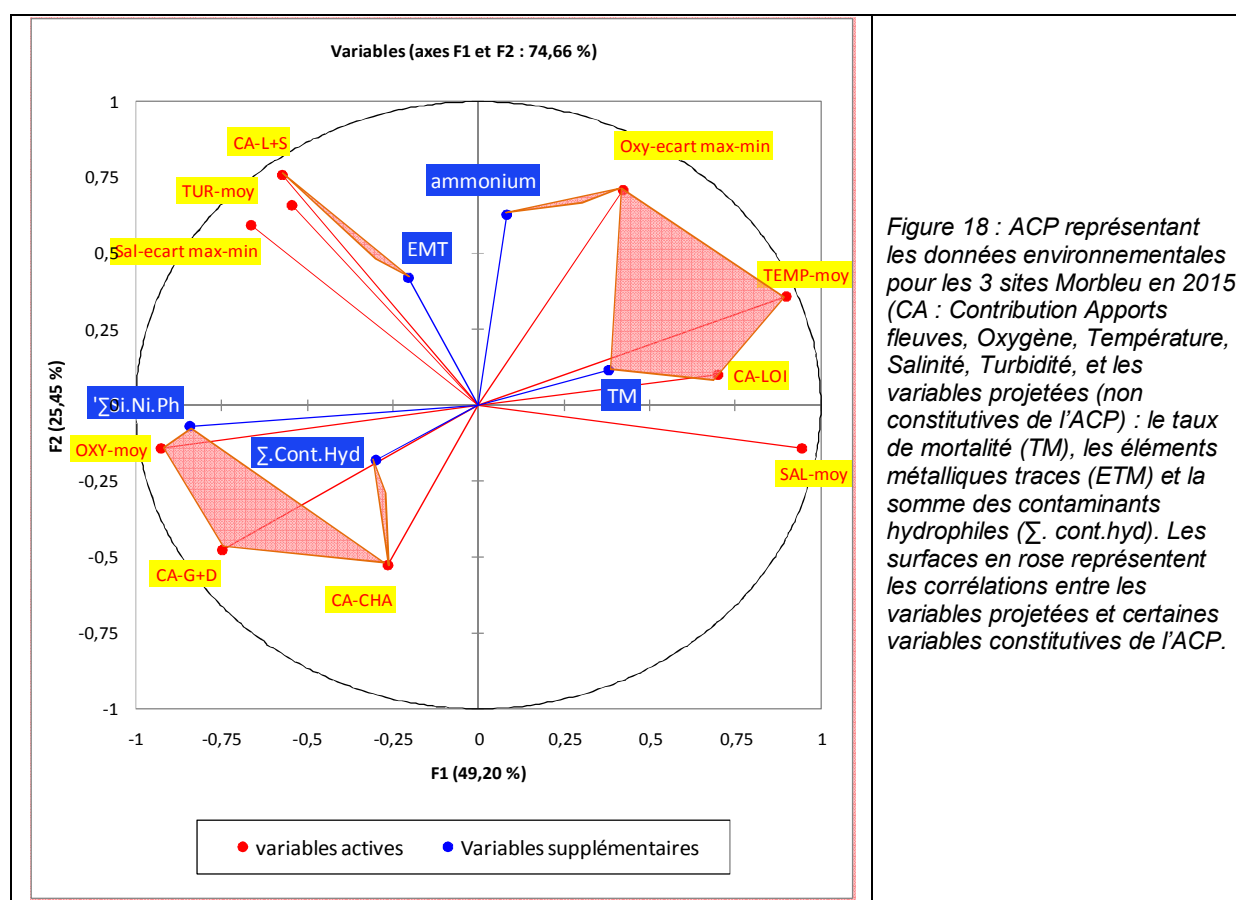 Variables (axes F1 et F2 : 74,66 %)
1
CA-L+S
Oxy-ecart max-min
0,75
TUR-moy
ammonium
0,5
Sal-ecart max-min
EMT
TEMP-moy
0,25
CA-LOI
TM
'∑Ni.Ni.Ph
0
F2 (25,45 %)
OXY-moy
∑.Cont.Hyd
SAL-moy
-0,25
-0,5
CA-G+D
CA-CHA
-0,75
-1
-1 -0,75 -0,5 -0,25 0 0,25 0,5 0,75 1
F1 (49,20 %)
variables actives Variables supplémentaires
Figure 18 : ACP représentant
les données environnementales
pour les 3 sites Morbleu en 2015
(CA : Contribution Apports
fleuves, Oxygène, Température,
Salinité, Turbidité, et les
variables projetées (non
constitutives de l'ACP) : le taux
de mortalité (TM), les éléments
métalliques traces (ETM) et la
somme des contaminants
hydrophiles (∑. cont.hyd). Les
surfaces en rose représentent
les corrélations entre les
variables projetées et certaines
variables constitutives de l'ACP.